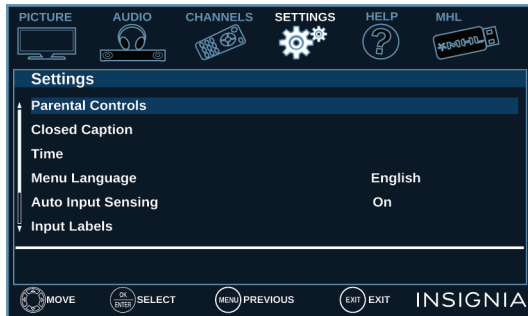 PICTURE AUDIO CHANNELS SETTINGS HELP MHL
MHL
Settings
Parental Controls
Closed Caption
Time
Menu Language English
Auto Input Sensing On
Input Labels
MOVE OK ENTER SELECT MENU PREVIOUS EXIT EXIT INSIGNIA